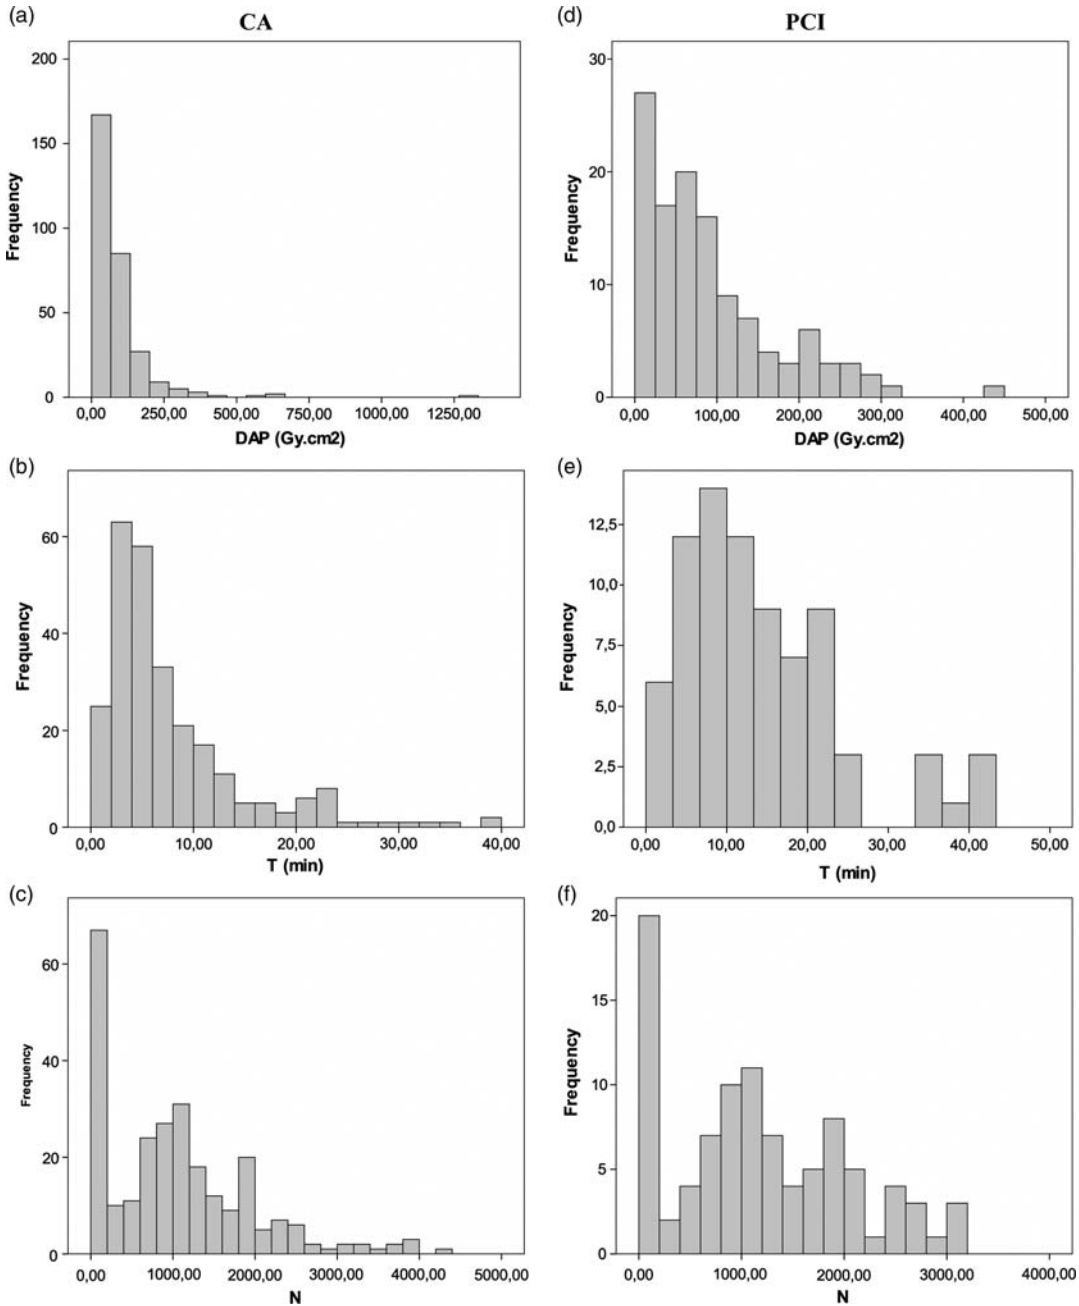 (a)
CA
200
150
100
50
0
Frequency
0,00 250,00 500,00 750,00 1000,00 1250,00
DAP (Gy.cm2)
(d)
PCI
30
20
10
0
Frequency
0,00 100,00 200,00 300,00 400,00 500,00
DAP (Gy.cm2)
(b)
60
40
20
0
Frequency
0,00 10,00 20,00 30,00 40,00
T (min)
(e)
12,5
10,0
7,5
5,0
2,5
0,0
Frequency
0,00 10,00 20,00 30,00 40,00 50,00
T (min)
(c)
60
40
20
0
Frequency
0,00 1000,00 2000,00 3000,00 4000,00 5000,00
N
(f)
20
15
10
5
0
Frequency
0,00 1000,00 2000,00 3000,00 4000,00
N